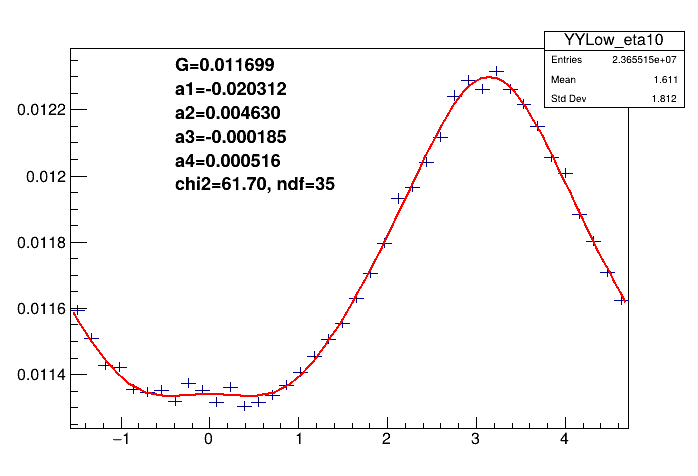 YYLow_eta10
Entries 2.365515e+07
Mean 1.611
Std Dev 1.812
G=0.011699
a1=-0.020312
a2=0.004630
a3=-0.000185
a4=0.000516
chi2=61.70, ndf=35
0.0122
0.012
0.0118
0.0116
0.0114
−1 0 1 2 3 4